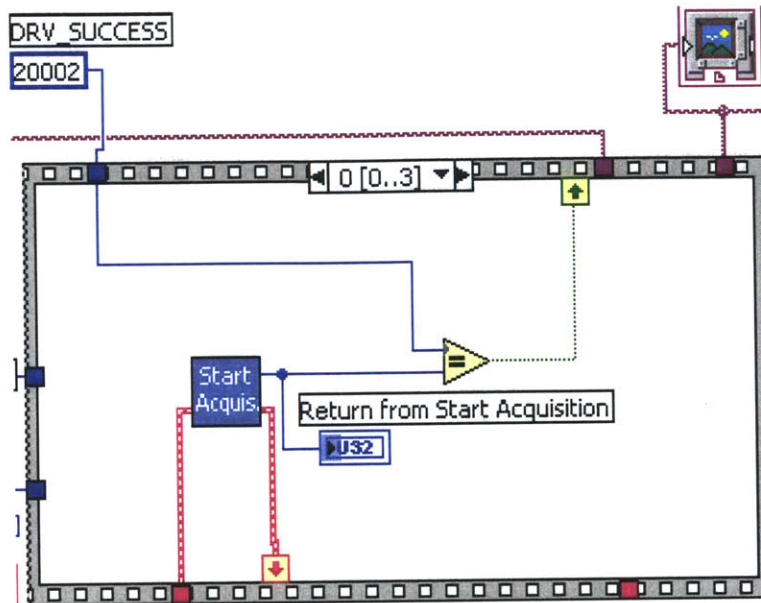 DRV_SUCCESS
20002
0 [0..3]
Start
Acquis.
=
Return from Start Acquisition
U32